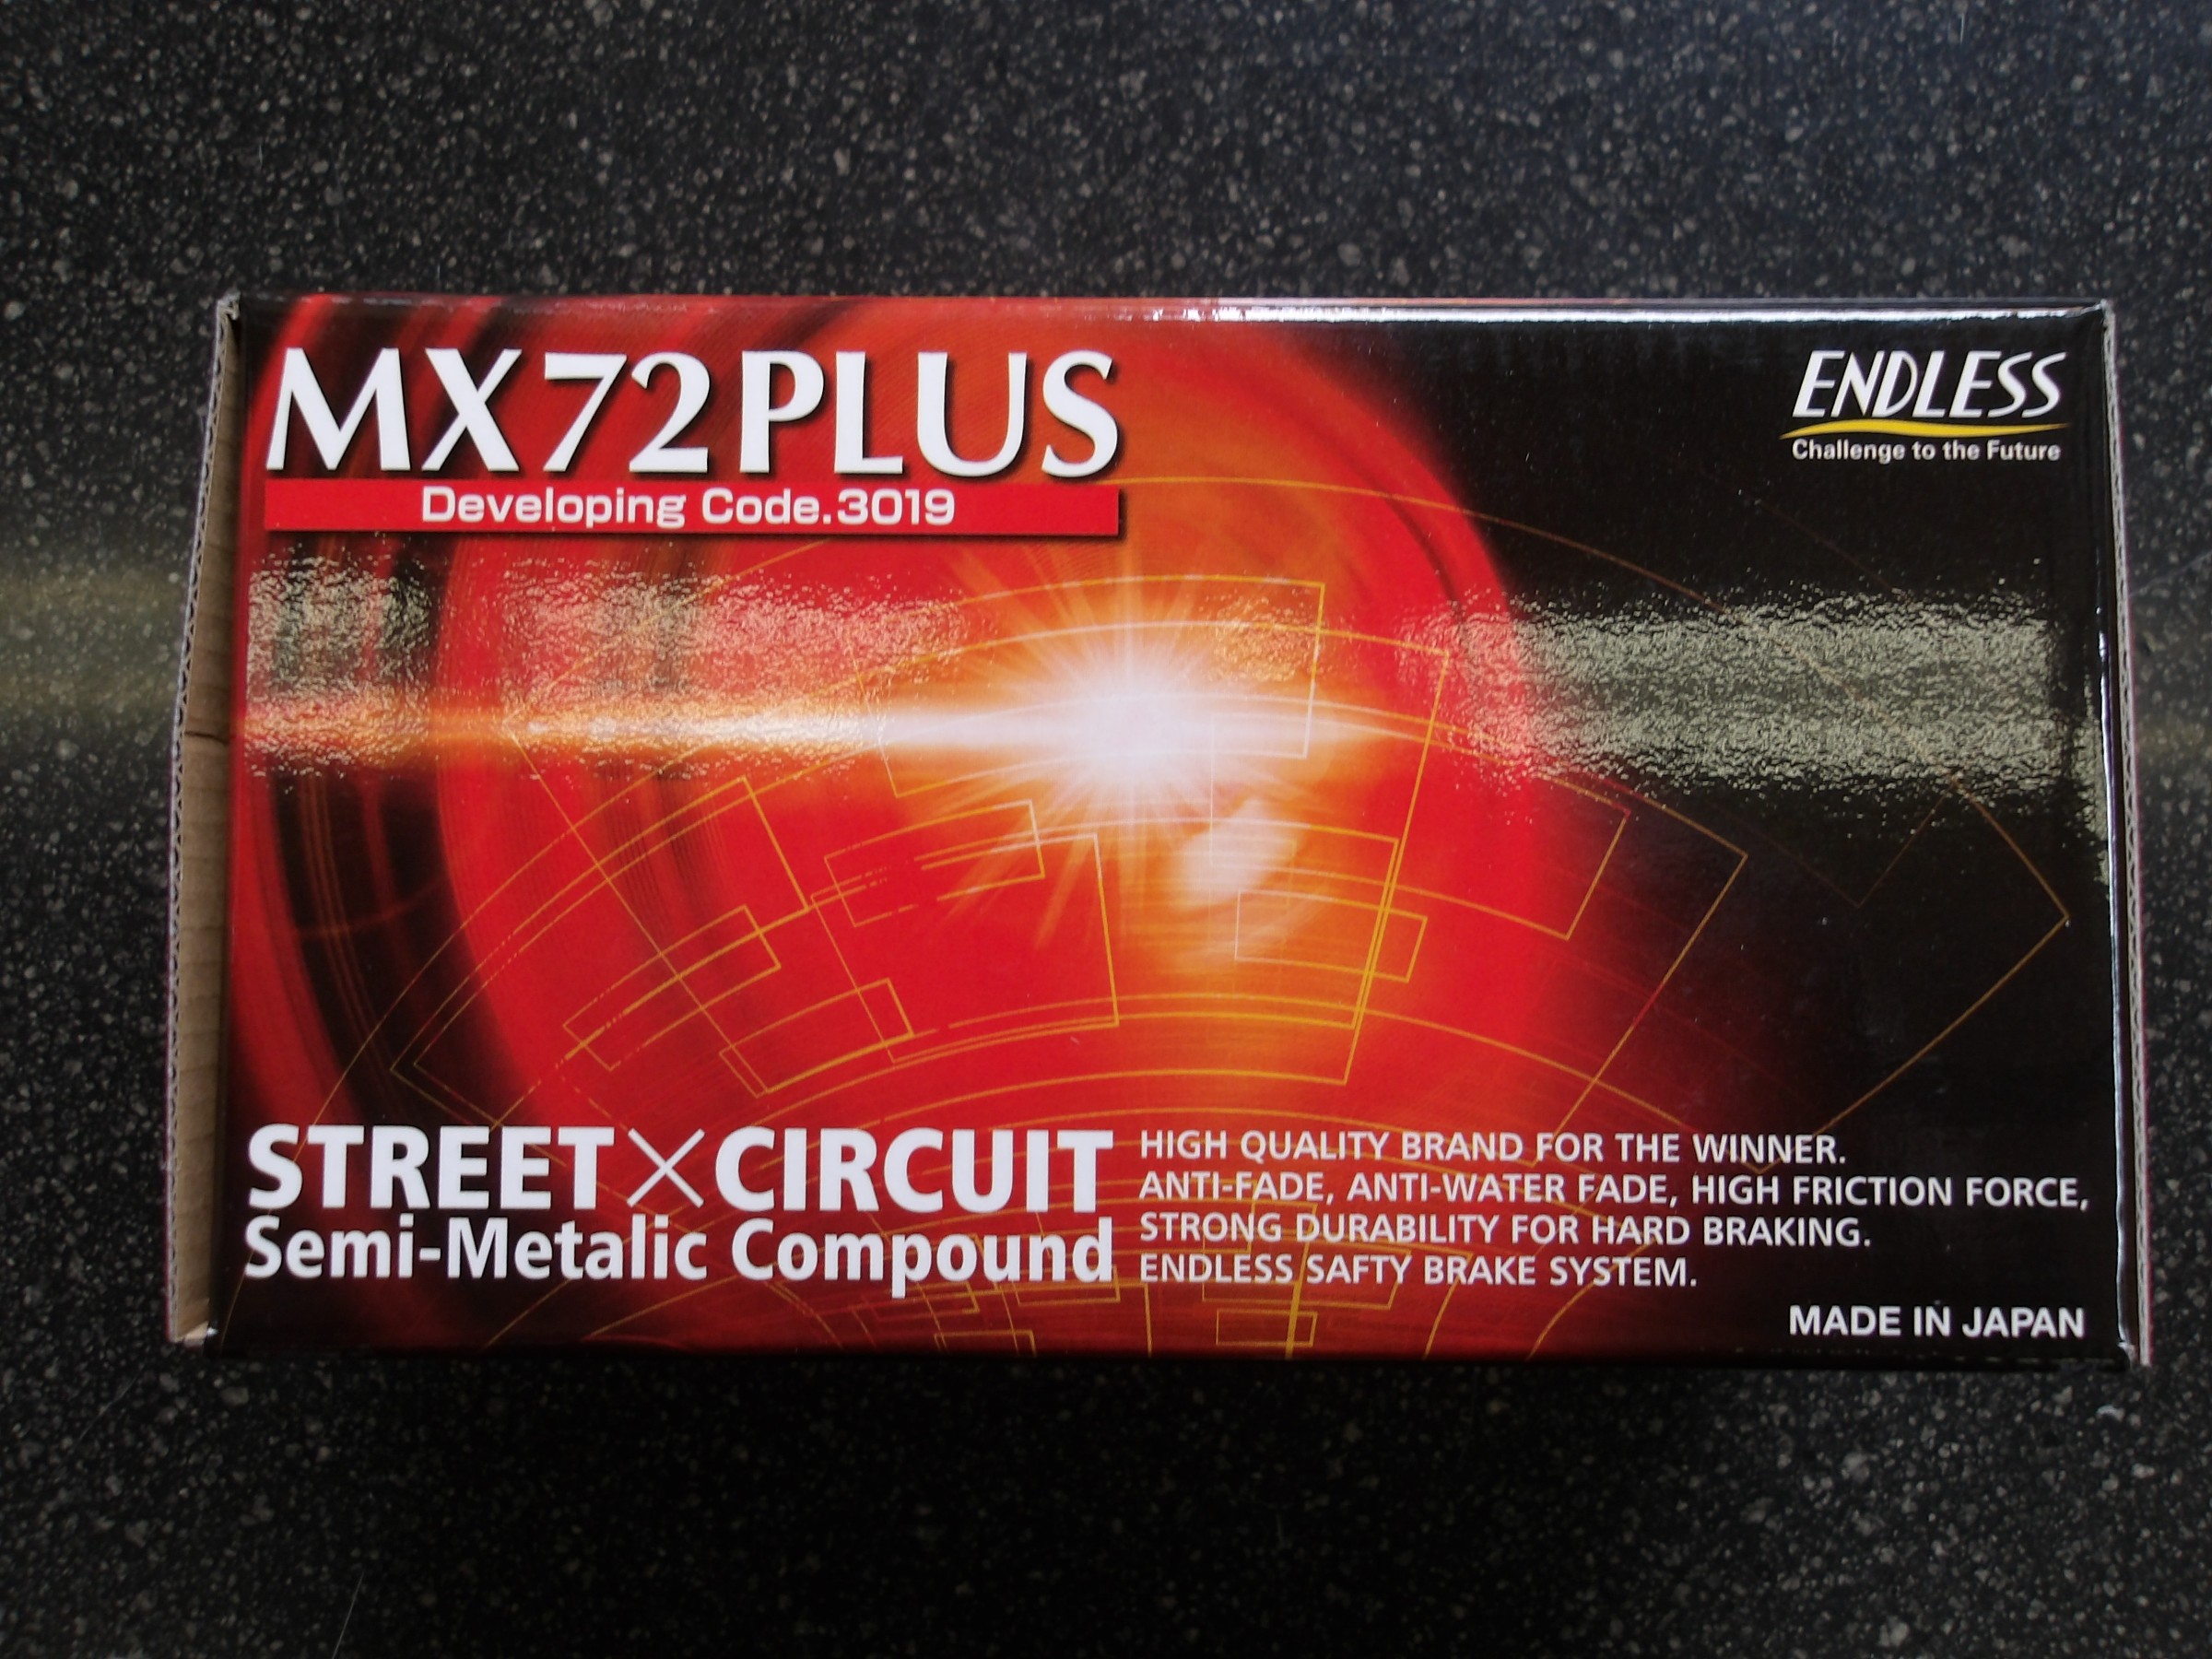 MX72PLUS
Developing Code.3019
ENDLESS
Challenge to the Future
STREET×CIRCUIT
Semi-Metalic Compound
HIGH QUALITY BRAND FOR THE WINNER.
ANTI-FADE, ANTI-WATER FADE, HIGH FRICTION FORCE,
STRONG DURABILITY FOR HARD BRAKING.
ENDLESS SAFTY BRAKE SYSTEM.
MADE IN JAPAN